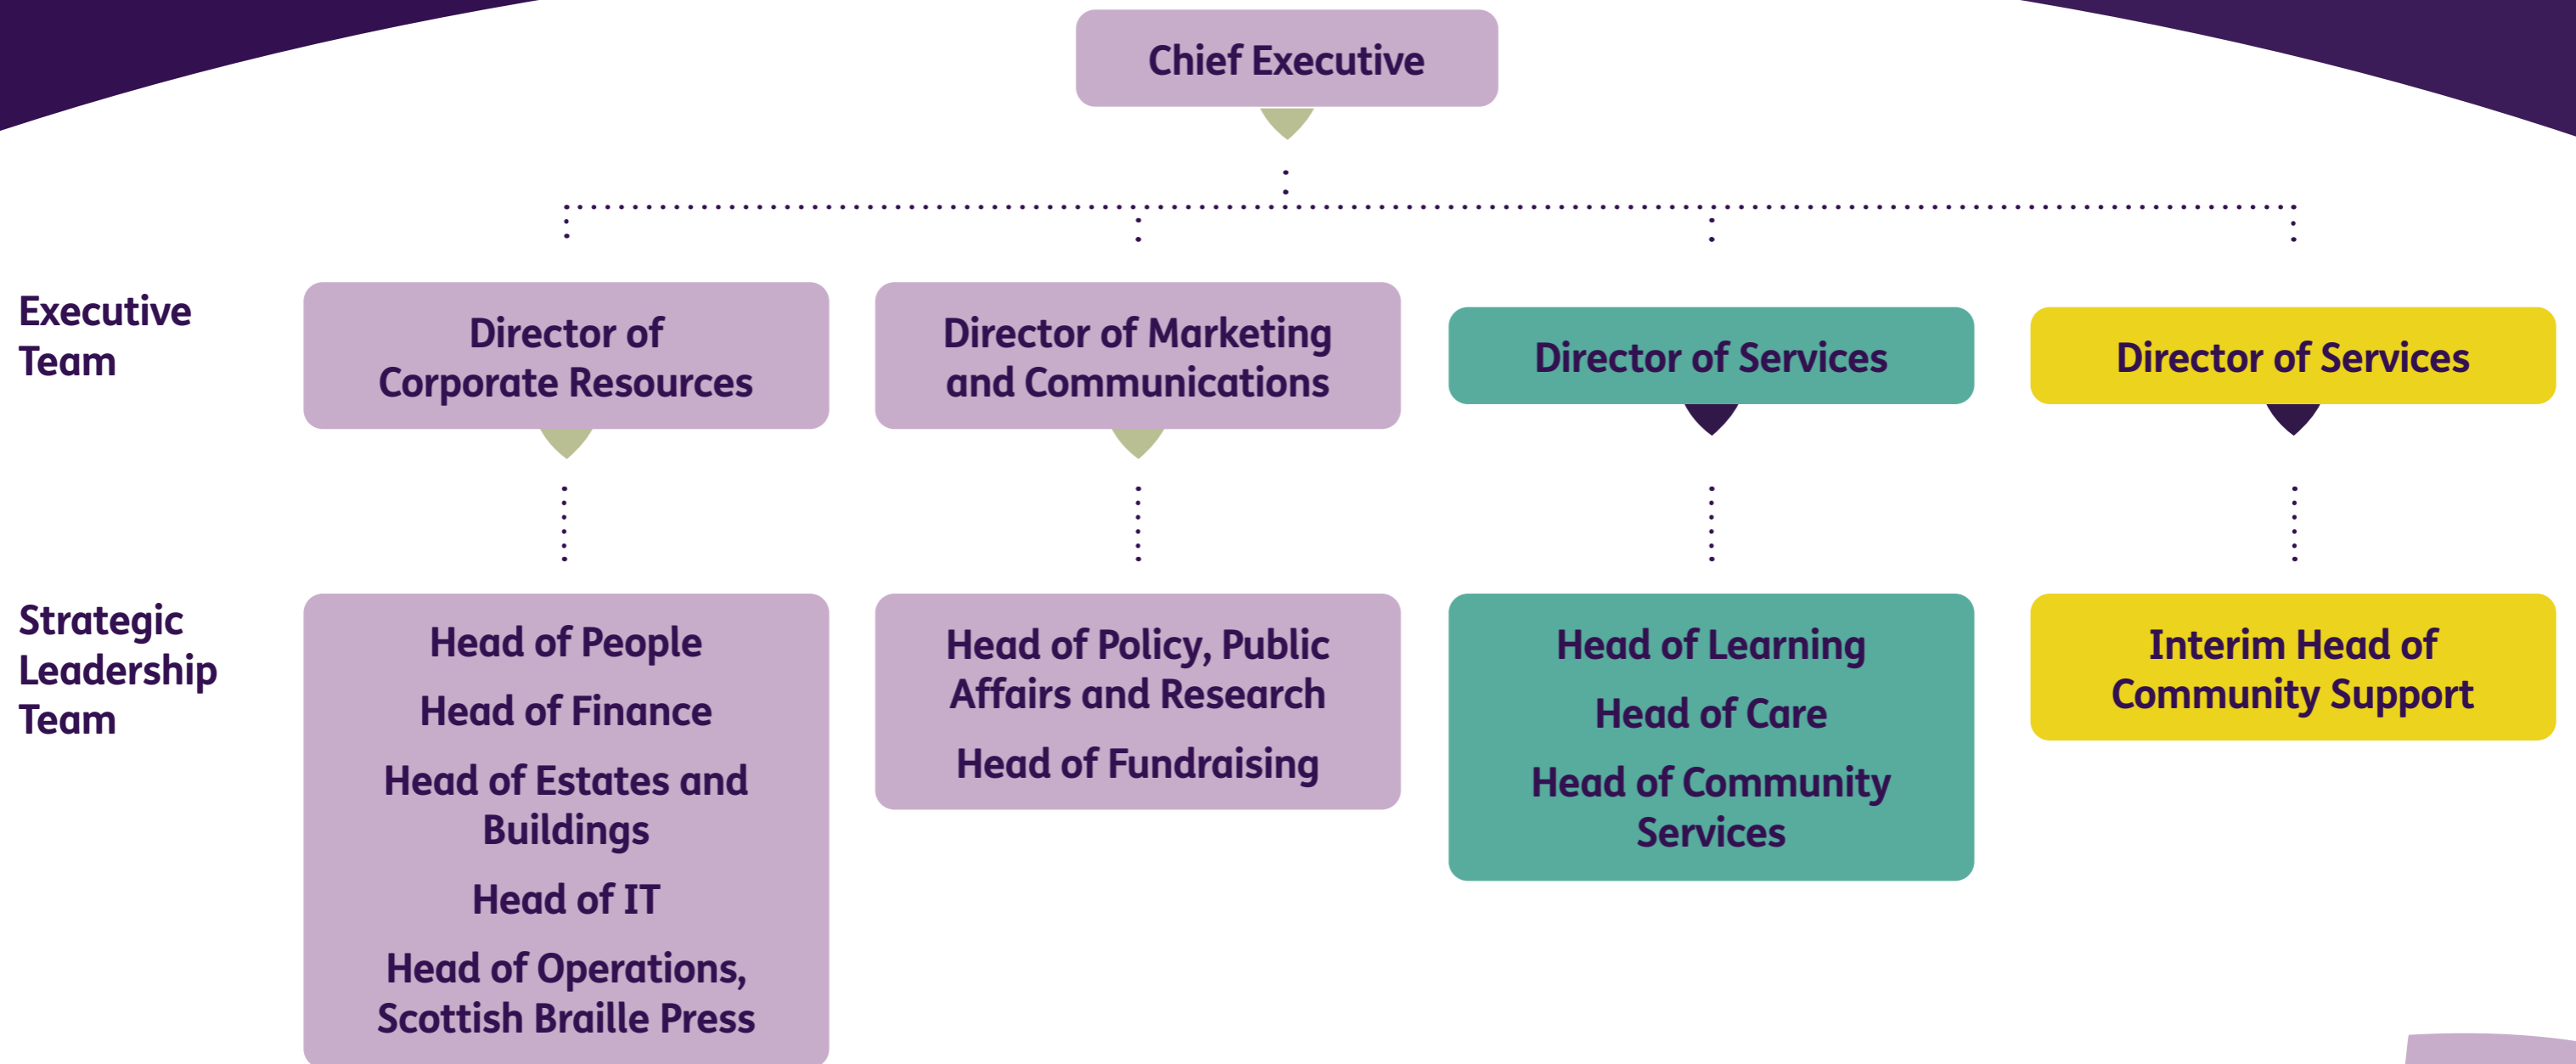 Chief Executive
Executive
Team
Director of
Corporate Resources
Director of Marketing
and Communications
Director of Services
Director of Services
Strategic
Leadership
Team
Head of People
Head of Finance
Head of Estates and
Buildings
Head of IT
Head of Operations,
Scottish Braille Press
Head of Policy, Public
Affairs and Research
Head of Fundraising
Head of Learning
Head of Care
Head of Community
Services
Interim Head of
Community Support